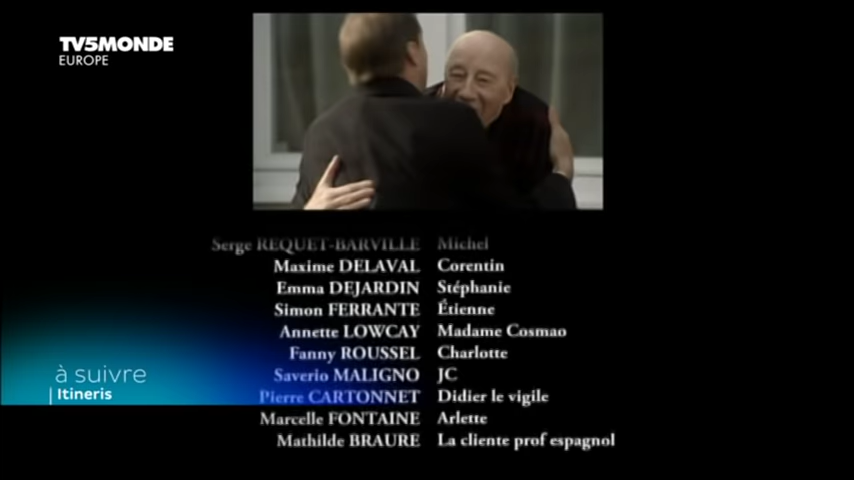 TV5MONDE
EUROPE
Serge REQUET-BARVILLE Michel
Maxime DELAVAL Corentin
Emma DEJARDIN Stéphanie
Simon FERRANTE Étienne
Annette LOWCAY Madame Cosmao
Fanny ROUSSEL Charlotte
Saverio MALIGNO JC
Pierre CARTONNET Didier le vigile
Marcelle FONTAINE Arlette
Mathilde BRAURE La cliente prof espagnol
à suivre
Itineris